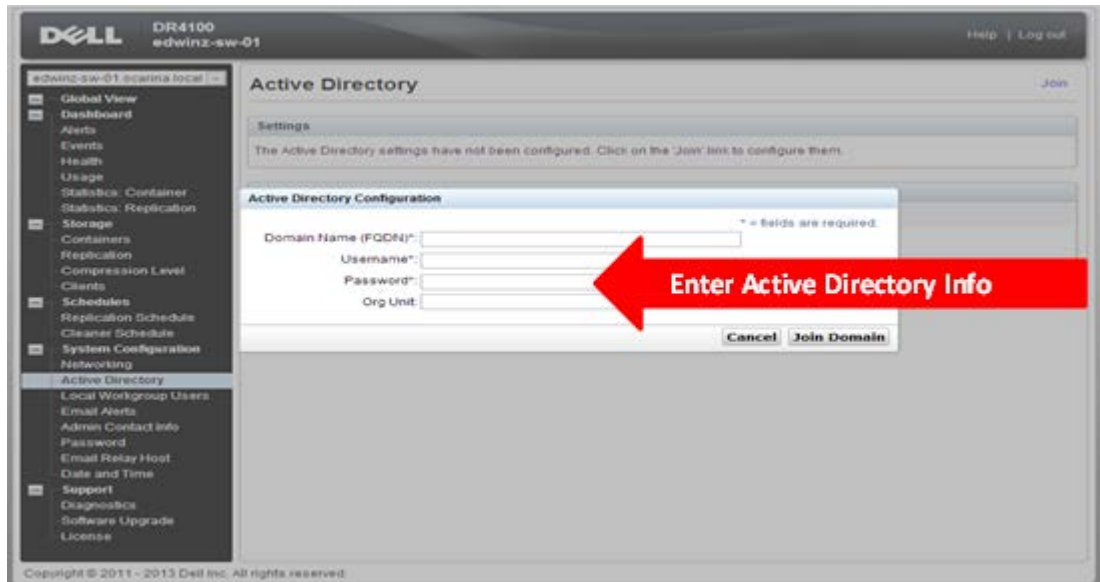 DELL
DR4100
edwinz-sw-01
Help | Log out
edwinz-sw-01.ocarina.local
Global View
Dashboard
Alerts
Events
Health
Usage
Statistics: Container
Statistics: Replication
Storage
Containers
Replication
Compression Level
Clients
Schedules
Replication Schedule
Cleaner Schedule
System Configuration
Networking
Active Directory
Local Workgroup Users
Email Alerts
Admin Contact Info
Password
Email Relay Host
Date and Time
Support
Diagnostics
Software Upgrade
License
Active Directory
Join
Settings
The Active Directory settings have not been configured. Click on the 'Join' link to configure them.
Active Directory Configuration
* = fields are required.
Domain Name (FQDN)*:
Username*:
Password*:
Org Unit:
Enter Active Directory Info
Cancel Join Domain
Copyright © 2011 - 2013 Dell Inc. All rights reserved.